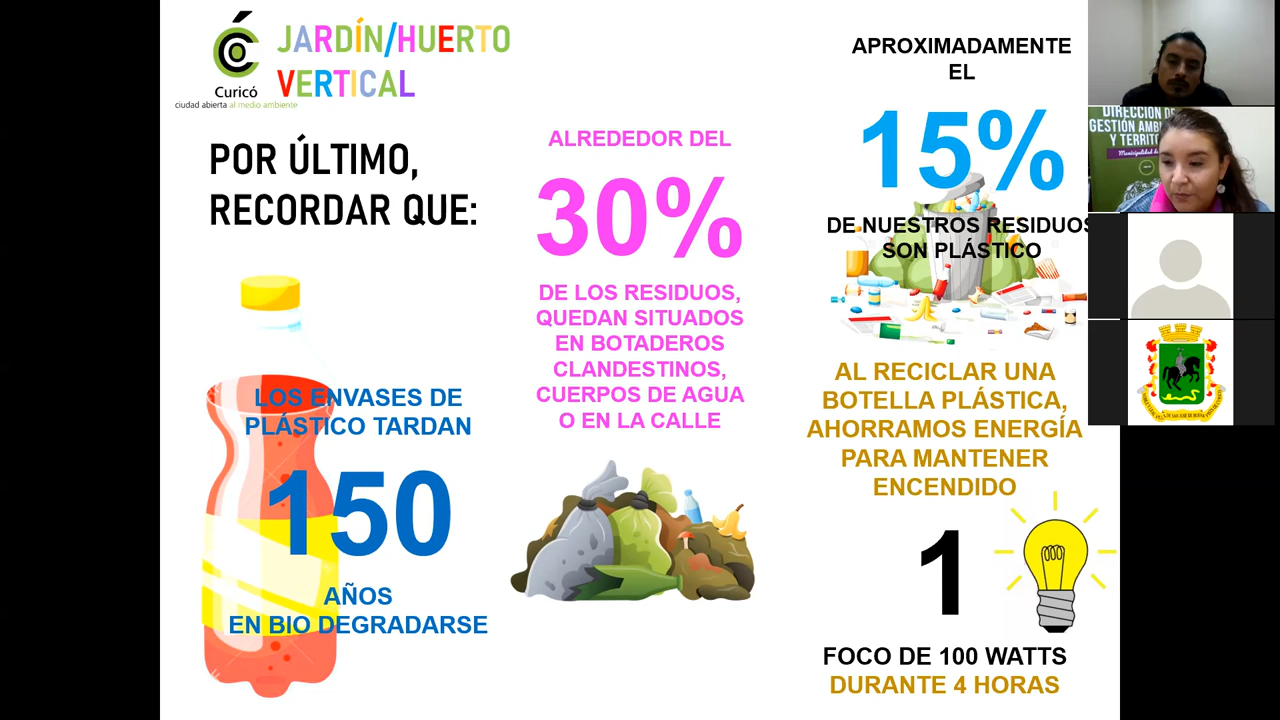 JARDÍN/HUERTO
VERTICAL
Curicó
ciudad abierta al medio ambiente
POR ÚLTIMO,
RECORDAR QUE:
LOS ENVASES DE
PLÁSTICO TARDAN
150
AÑOS
EN BIO DEGRADARSE
ALREDEDOR DEL
30%
DE LOS RESIDUOS,
QUEDAN SITUADOS
EN BOTADEROS
CLANDESTINOS,
CUERPOS DE AGUA
O EN LA CALLE
APROXIMADAMENTE
EL
15%
DE NUESTROS RESIDUOS
SON PLÁSTICO
AL RECICLAR UNA
BOTELLA PLÁSTICA,
AHORRAMOS ENERGÍA
PARA MANTENER
ENCENDIDO
1
FOCO DE 100 WATTS
DURANTE 4 HORAS
DIRECCIÓN DE
GESTIÓN AMB
Y TERRITO